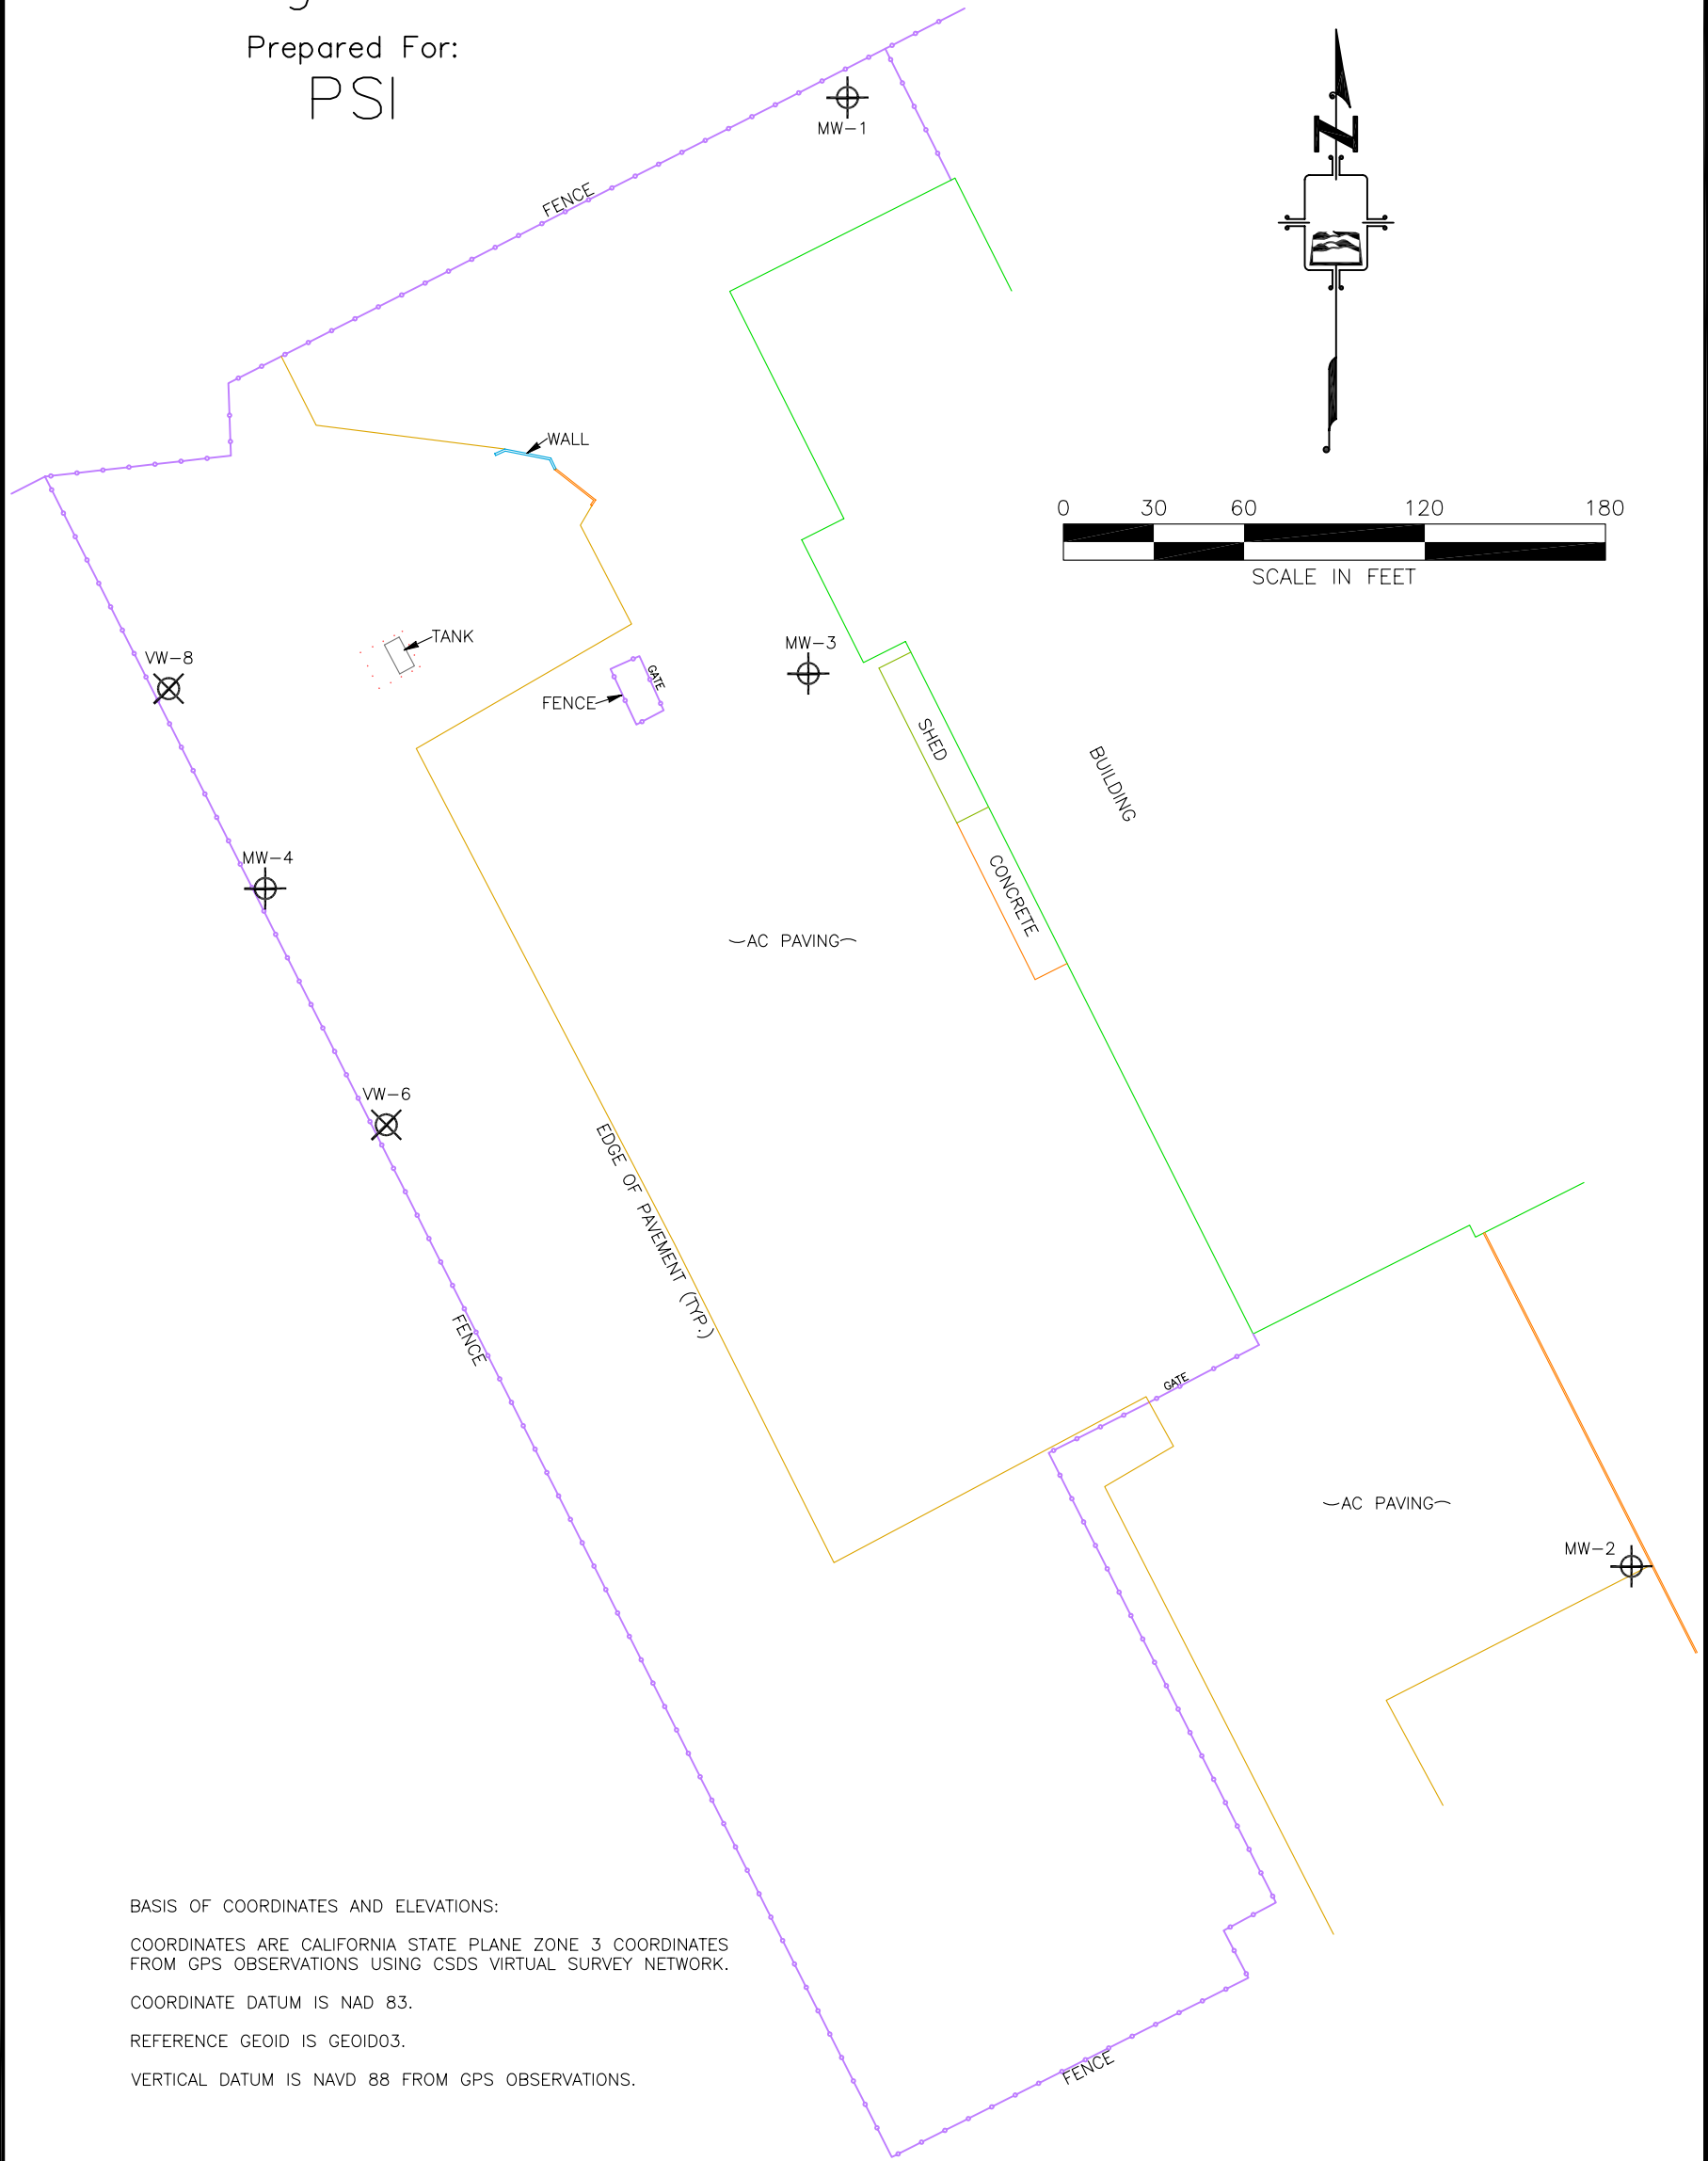 Prepared For:
PSI
MW-1
FENCE
N
WALL
0 30 60 120 180
SCALE IN FEET
TANK
MW-3
VW-8
GATE
FENCE
SHED
BUILDING
MW-4
CONCRETE
AC PAVING
VW-6
EDGE OF PAVEMENT (TYP.)
FENCE
GATE
AC PAVING
MW-2
BASIS OF COORDINATES AND ELEVATIONS:
COORDINATES ARE CALIFORNIA STATE PLANE ZONE 3 COORDINATES
FROM GPS OBSERVATIONS USING CSDS VIRTUAL SURVEY NETWORK.
COORDINATE DATUM IS NAD 83.
REFERENCE GEOID IS GEOID03.
VERTICAL DATUM IS NAVD 88 FROM GPS OBSERVATIONS.
FENCE